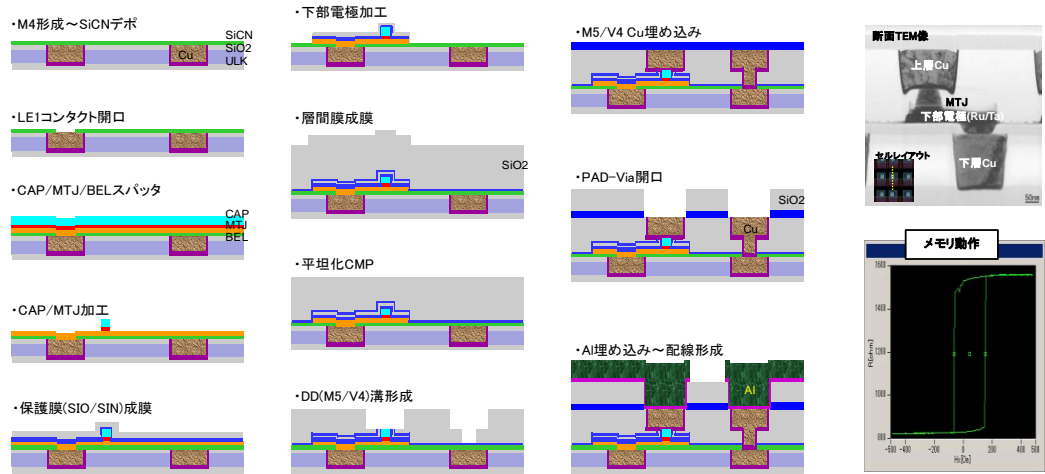 ・M4形成～SiCNデポ
SiCN
SiO2
Cu
ULK
・LE1コンタクト開口
・CAP/MTJ/BELスパッタ
CAP
MTJ
BEL
・CAP/MTJ加工
・保護膜(SIO/SIN)成膜
・下部電極加工
・層間膜成膜
SiO2
・平坦化CMP
・DD(M5/V4)溝形成
・M5/V4 Cu埋め込み
・PAD-Via開口
SiO2
Cu
・Al埋め込み～配線形成
Al
断面TEM像
上層Cu
MTJ
下部電極(Ru/Ta)
セルレイアウト
下層Cu
50nm
メモリ動作
1600
1400
1200
R[ohm]
1000
800
-500 -400 -200 0 200 400 500
Hs[Oe]